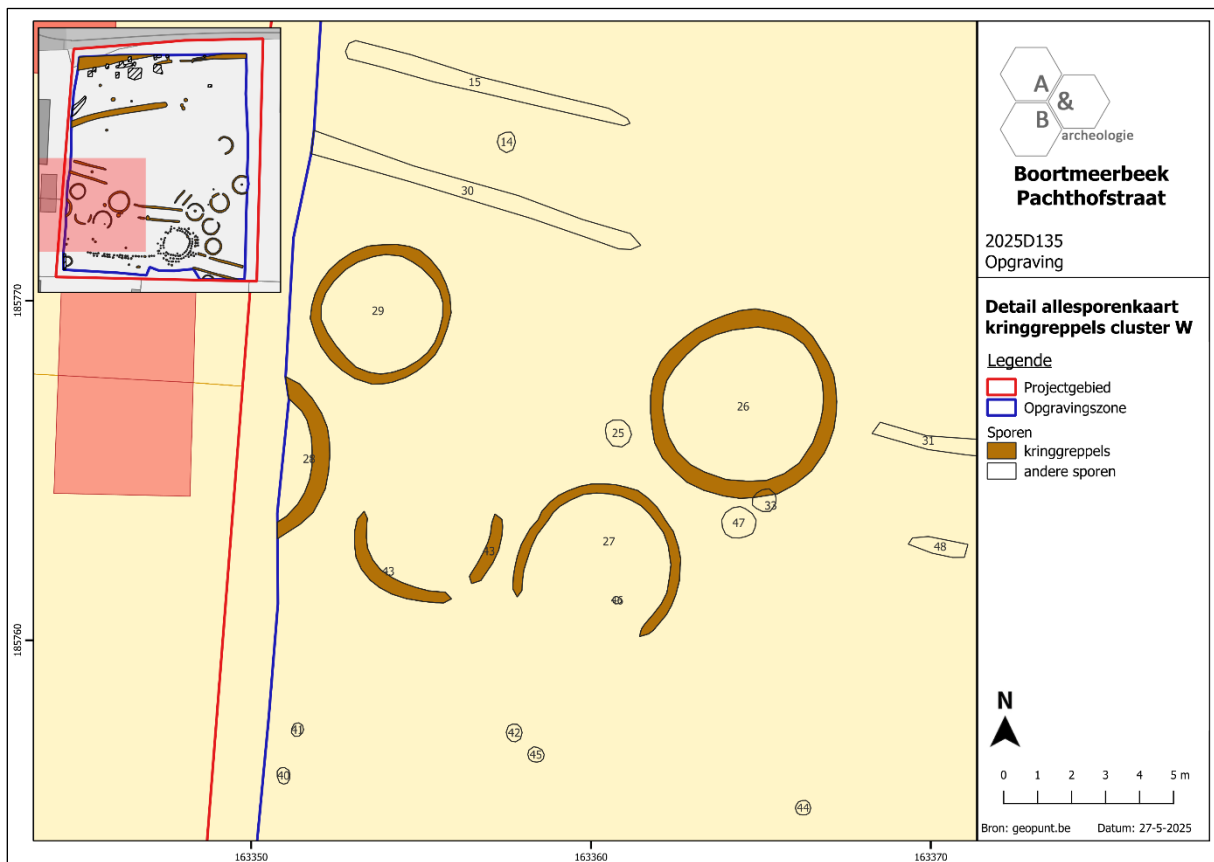 A
&
B
archeologie
Boortmeerbeek
Pachthofstraat
2025D135
Opgraving
Detail allesporenkaart
kringgreppels cluster W
Legende
Projectgebied
Opgravingszone
Sporen
kringgreppels
andere sporen
N
0 1 2 3 4 5 m
Bron: geopunt.be Datum: 27-5-2025
15
14
30
29
26
25
31
28
33
47
27
48
43
43
46
41
42
45
40
44
185770
185760
163350 163360 163370